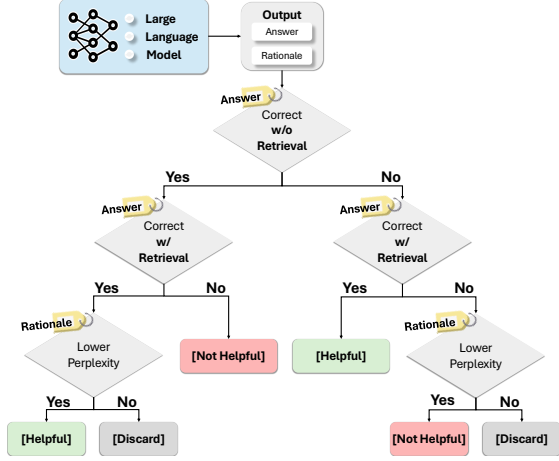 Large
Language
Model
Output
Answer
Rationale
Answer
Correct
w/o
Retrieval
Yes
No
Answer
Correct
w/
Retrieval
Answer
Correct
w/
Retrieval
Yes
No
Yes
No
Rationale
Lower
Perplexity
[Not Helpful]
[Helpful]
Rationale
Lower
Perplexity
Yes
No
Yes
No
[Helpful]
[Discard]
[Not Helpful]
[Discard]